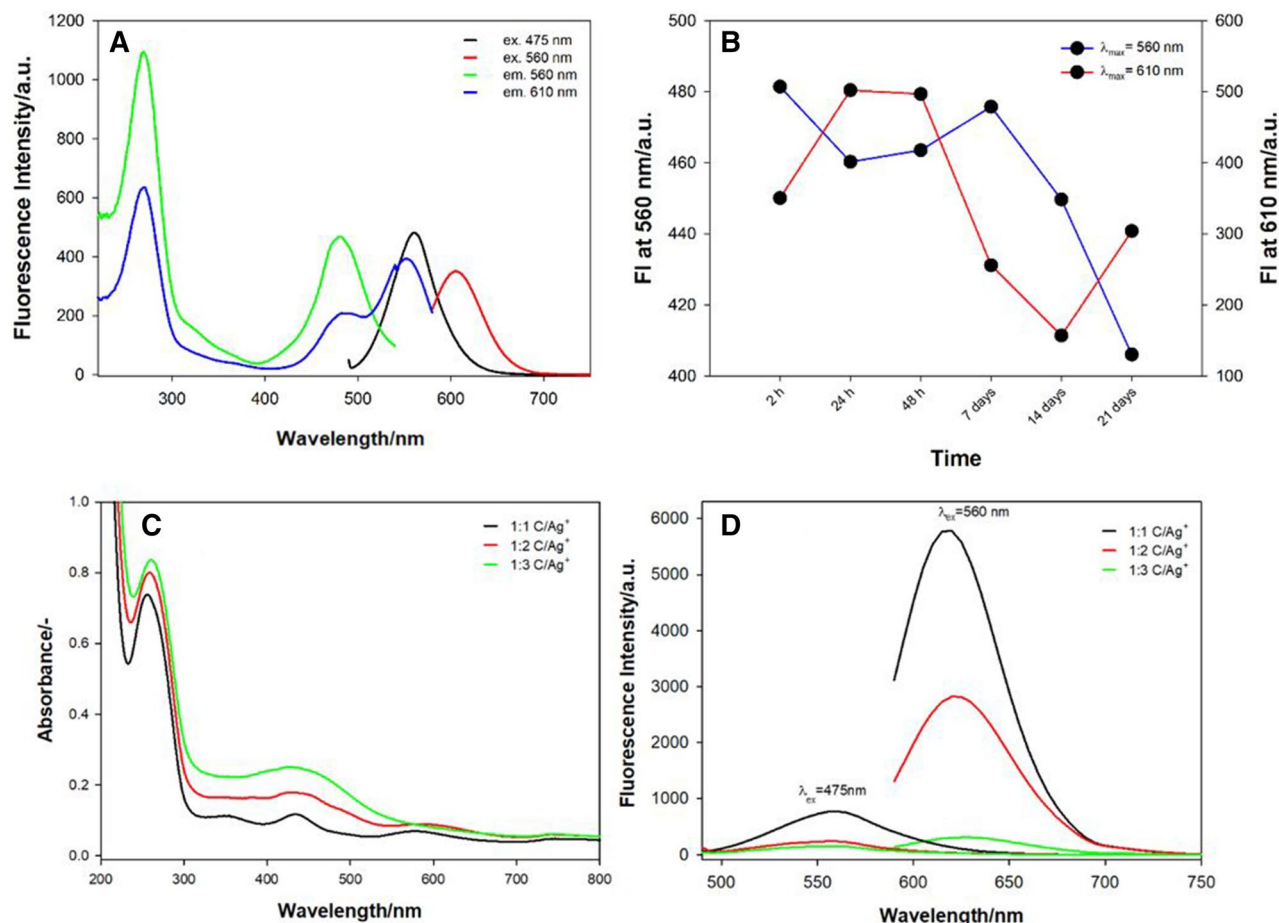 A
ex. 475 nm
ex. 560 nm
em. 560 nm
em. 610 nm
1200
1000
800
600
400
200
0
Fluorescence Intensity/a.u.
300 400 500 600 700
Wavelength/nm
B
λmax= 560 nm
λmax= 610 nm
500
480
460
440
420
400
FI at 560 nm/a.u.
600
500
400
300
200
100
FI at 610 nm/a.u.
2 h 24 h 48 h 7 days 14 days 21 days
Time
C
1:1 C/Ag⁺
1:2 C/Ag⁺
1:3 C/Ag⁺
1.0
0.8
0.6
0.4
0.2
0.0
Absorbance/-
200 300 400 500 600 700 800
Wavelength/nm
D
λex=560 nm
1:1 C/Ag⁺
1:2 C/Ag⁺
1:3 C/Ag⁺
λex=475nm
6000
5000
4000
3000
2000
1000
0
Fluorescence Intensity/a.u.
500 550 600 650 700 750
Wavelength/nm